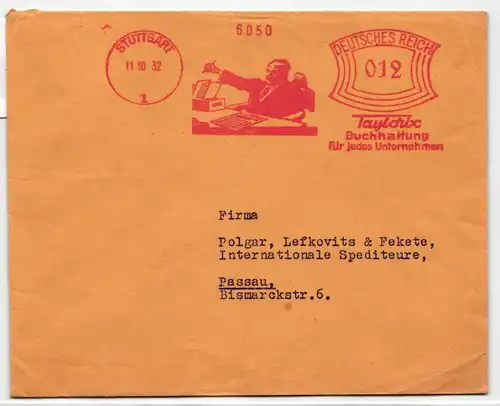 STUTTGART
11 10 32
1
6050
DEUTSCHES REICH
012
Taylorix
Buchhaltung
für jedes Unternehmen
Firma
Polgar, Lefkovits & Fekete,
Internationale Spediteure,
Passau,
Bismarckstr.6.